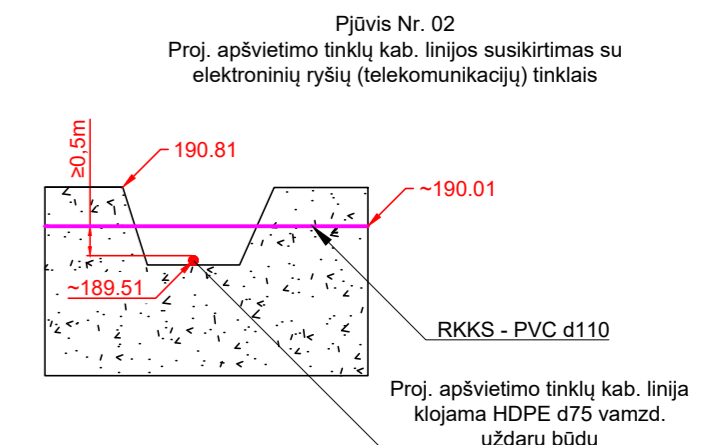 Pjūvis Nr. 02
Proj. apšvietimo tinklų kab. linijos susikirtimas su
elektroninių ryšių (telekomunikacijų) tinklais
≥0,5m
190.81
~190.01
~189.51
RKKS - PVC d110
Proj. apšvietimo tinklų kab. linija
klojama HDPE d75 vamzd.
uždaru būdu